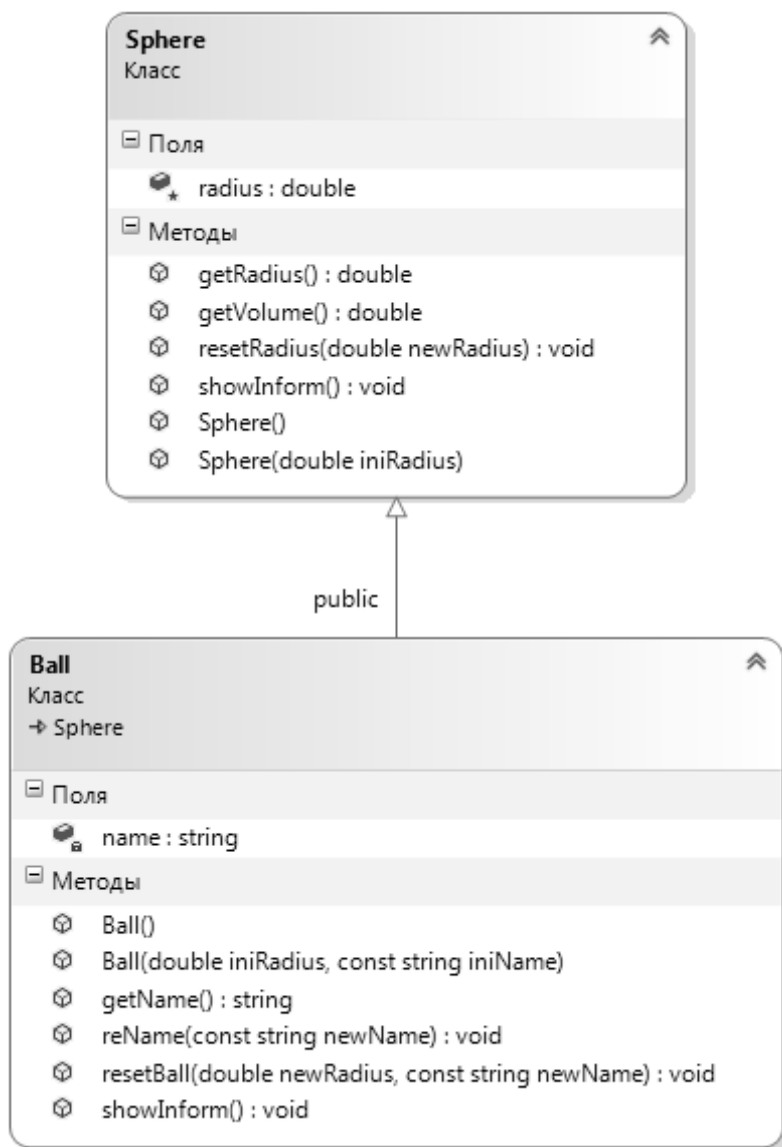 Sphere
Класс
Поля
radius : double
Методы
getRadius() : double
getVolume() : double
resetRadius(double newRadius) : void
showInform() : void
Sphere()
Sphere(double iniRadius)
public
Ball
Класс
Sphere
Поля
name : string
Методы
Ball()
Ball(double iniRadius, const string iniName)
getName() : string
reName(const string newName) : void
resetBall(double newRadius, const string newName) : void
showInform() : void